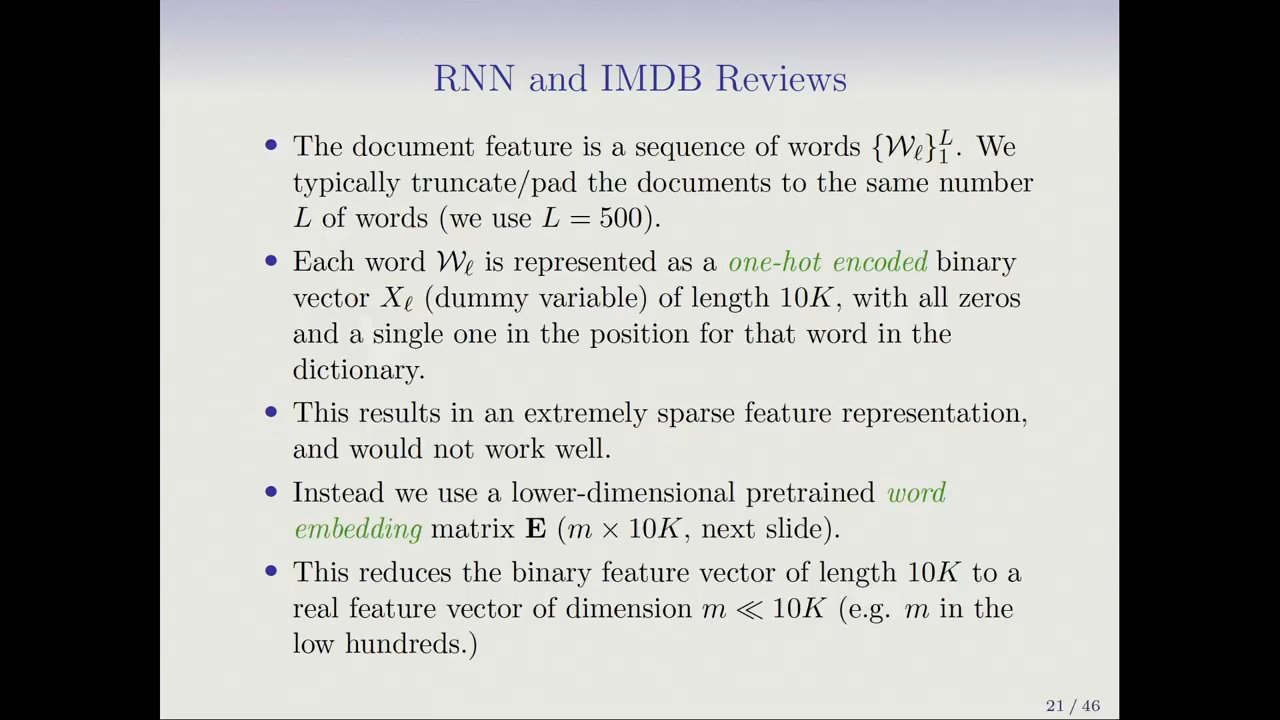 RNN and IMDB Reviews
• The document feature is a sequence of words {𝒲ℓ}₁ᴸ. We
typically truncate/pad the documents to the same number
L of words (we use L = 500).
• Each word 𝒲ℓ is represented as a one-hot encoded binary
vector Xℓ (dummy variable) of length 10K, with all zeros
and a single one in the position for that word in the
dictionary.
• This results in an extremely sparse feature representation,
and would not work well.
• Instead we use a lower-dimensional pretrained word
embedding matrix E (m × 10K, next slide).
• This reduces the binary feature vector of length 10K to a
real feature vector of dimension m ≪ 10K (e.g. m in the
low hundreds.)
21 / 46